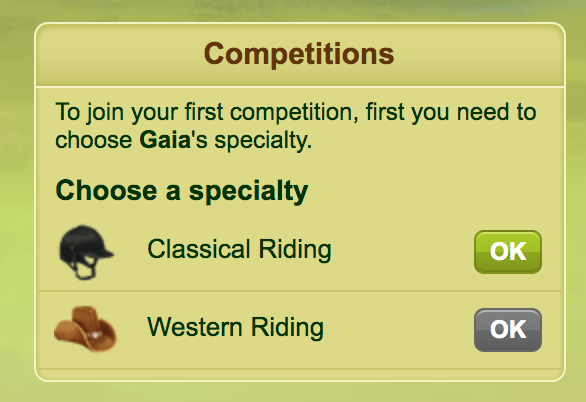 Competitions
To join your first competition, first you need to
choose Gaia's specialty.
Choose a specialty
Classical Riding OK
Western Riding OK